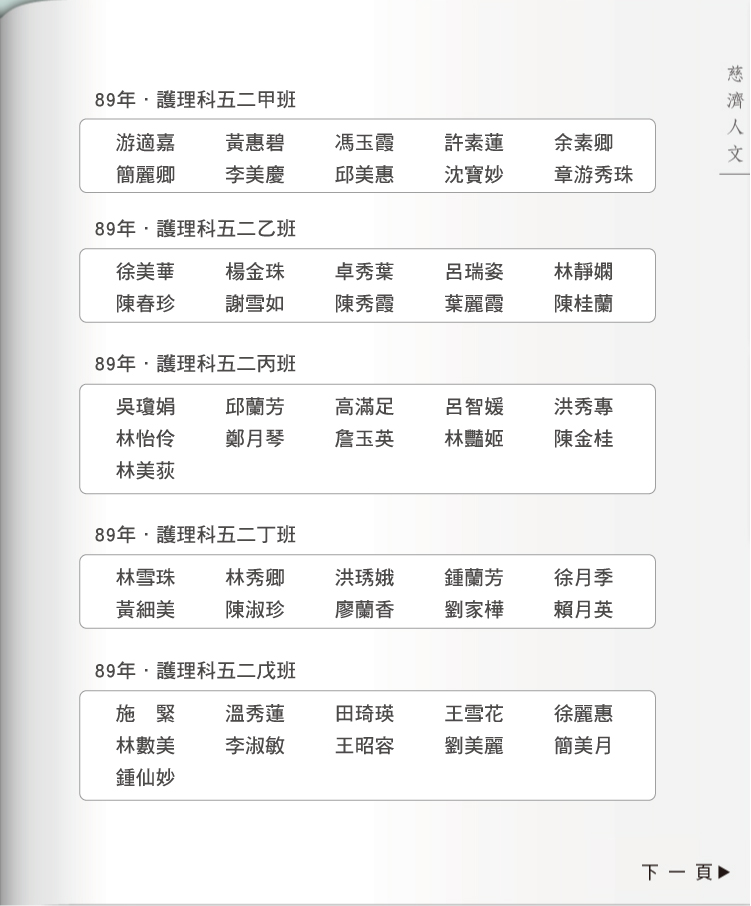 慈濟人文
89年．護理科五二甲班
游適嘉 黃惠碧 馮玉霞 許素蓮 余素卿
簡麗卿 李美慶 邱美惠 沈寶妙 章游秀珠
89年．護理科五二乙班
徐美華 楊金珠 卓秀葉 呂瑞姿 林靜嫻
陳春珍 謝雪如 陳秀霞 葉麗霞 陳桂蘭
89年．護理科五二丙班
吳瓊娟 邱蘭芳 高滿足 呂智媛 洪秀專
林怡伶 鄭月琴 詹玉英 林豔姬 陳金桂
林美荻
89年．護理科五二丁班
林雪珠 林秀卿 洪琇娥 鍾蘭芳 徐月季
黃細美 陳淑珍 廖蘭香 劉家樺 賴月英
89年．護理科五二戊班
施　緊 溫秀蓮 田琦瑛 王雪花 徐麗惠
林數美 李淑敏 王昭容 劉美麗 簡美月
鍾仙妙
下一頁▶